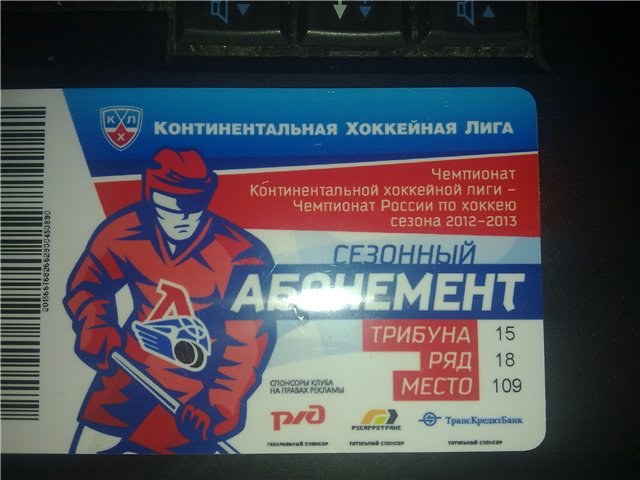 КХЛ
Континентальная Хоккейная Лига
Чемпионат
Континентальной хоккейной лиги –
Чемпионат России по хоккею
сезона 2012–2013
СЕЗОННЫЙ
АБОНЕМЕНТ
ТРИБУНА 15
РЯД 18
МЕСТО 109
СПОНСОРЫ КЛУБА
НА ПРАВАХ РЕКЛАМЫ
РЖД
РУСАГРОТРАНС
ТрансКредитБанк
ГЕНЕРАЛЬНЫЙ СПОНСОР
ТИТУЛЬНЫЙ СПОНСОР
ТИТУЛЬНЫЙ СПОНСОР